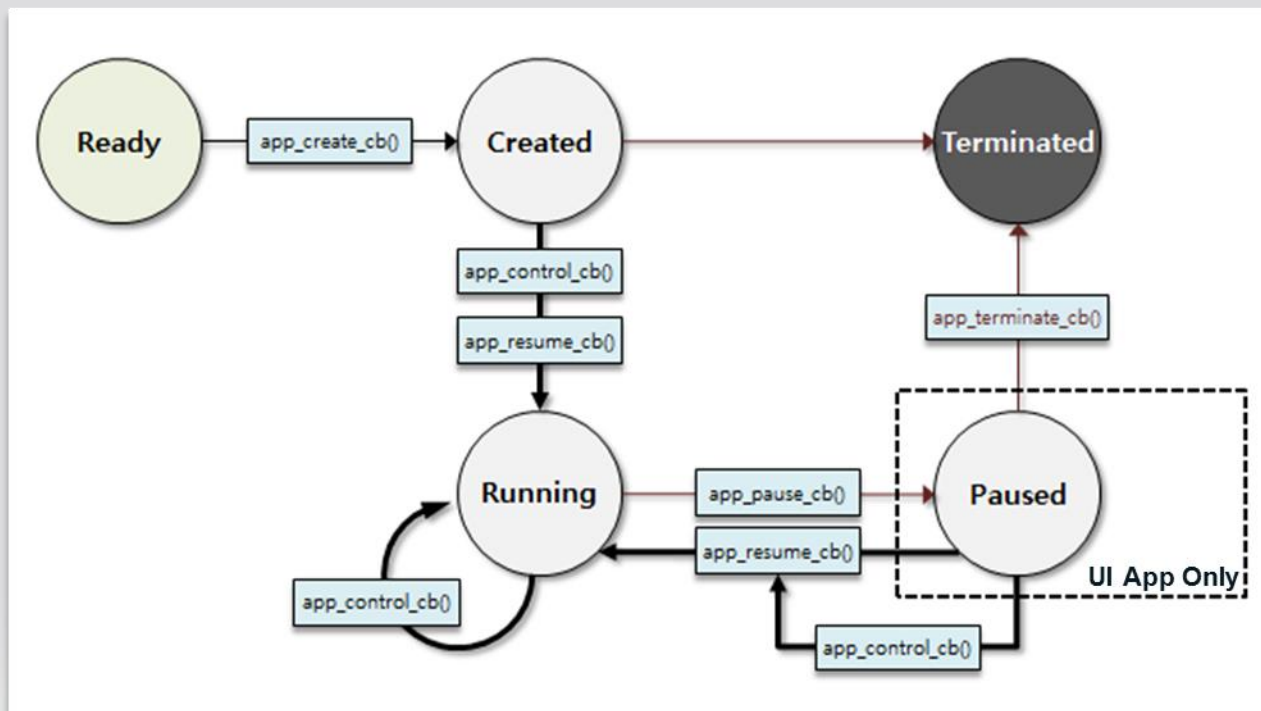 Ready
app_create_cb()
Created
Terminated
app_control_cb()
app_resume_cb()
app_terminate_cb()
Running
app_pause_cb()
Paused
app_resume_cb()
UI App Only
app_control_cb()
app_control_cb()